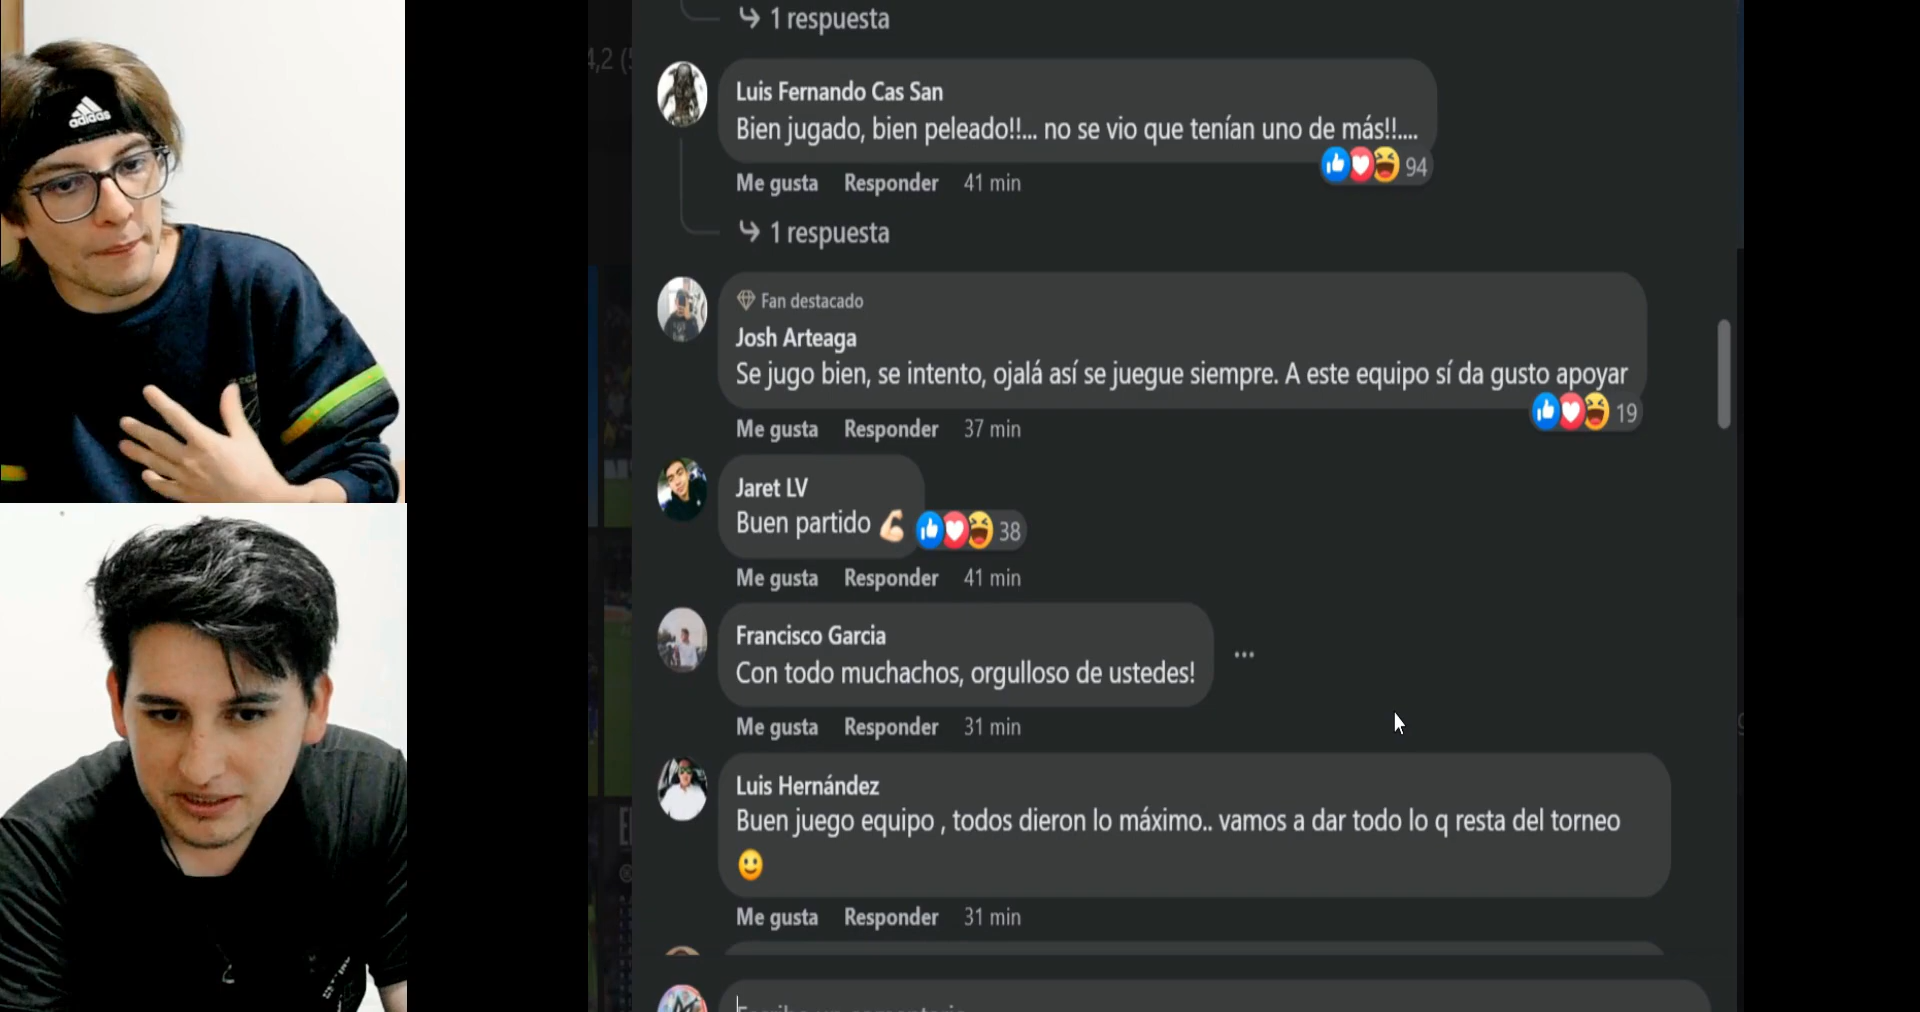 adidas
4,2 (
1 respuesta
Luis Fernando Cas San
Bien jugado, bien peleado!!... no se vio que tenían uno de más!!....
94
Me gusta Responder 41 min
1 respuesta
Fan destacado
Josh Arteaga
Se jugo bien, se intento, ojalá así se juegue siempre. A este equipo sí da gusto apoyar
19
Me gusta Responder 37 min
Jaret LV
Buen partido 💪 38
Me gusta Responder 41 min
Francisco Garcia
Con todo muchachos, orgulloso de ustedes!
Me gusta Responder 31 min
Luis Hernández
Buen juego equipo , todos dieron lo máximo.. vamos a dar todo lo q resta del torneo
🙂
Me gusta Responder 31 min